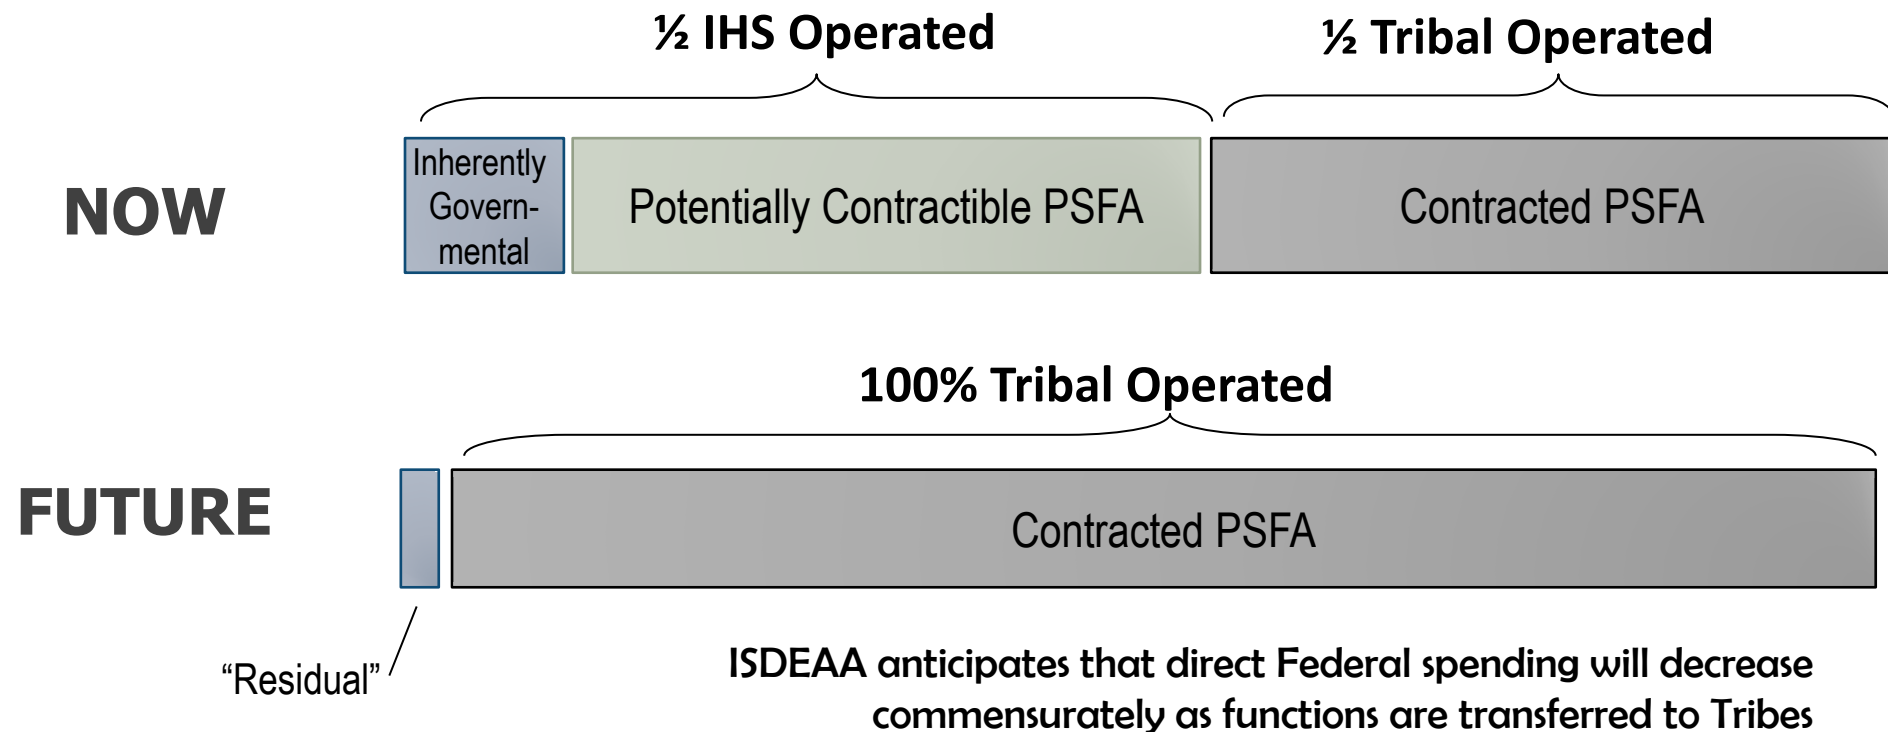 ½ IHS Operated
½ Tribal Operated
NOW
Inherently
Govern-
mental
Potentially Contractible PSFA
Contracted PSFA
100% Tribal Operated
FUTURE
Contracted PSFA
“Residual”
ISDEAA anticipates that direct Federal spending will decrease
commensurately as functions are transferred to Tribes